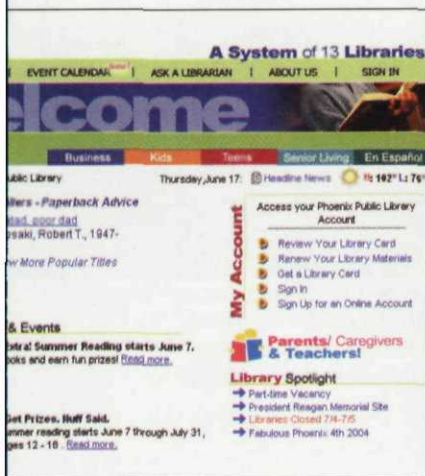 A System of 13 Libraries
EVENT CALENDAR | ASK A LIBRARIAN | ABOUT US | SIGN IN
elcome
Business Kids Teens Senior Living En Español
ublic Library Thursday, June 17: Headline News Hi: 102° Lo: 76°
llers - Paperback Advice
dad, poor dad
osaki, Robert T., 1947-
w More Popular Titles
My Account
Access your Phoenix Public Library
Account
Review Your Library Card
Renew Your Library Materials
Get a Library Card
Sign In
Sign Up for an Online Account
& Events
xtra! Summer Reading starts June 7.
ooks and earn fun prizes! Read more.
Parents/ Caregivers
& Teachers!
Library Spotlight
Part-time Vacancy
President Reagan Memorial Site
Libraries Closed 7/4-7/5
Fabulous Phoenix 4th 2004
Get Prizes. Nuff Said.
mmer reading starts June 7 through July 31,
ges 12 - 18 . Read more.